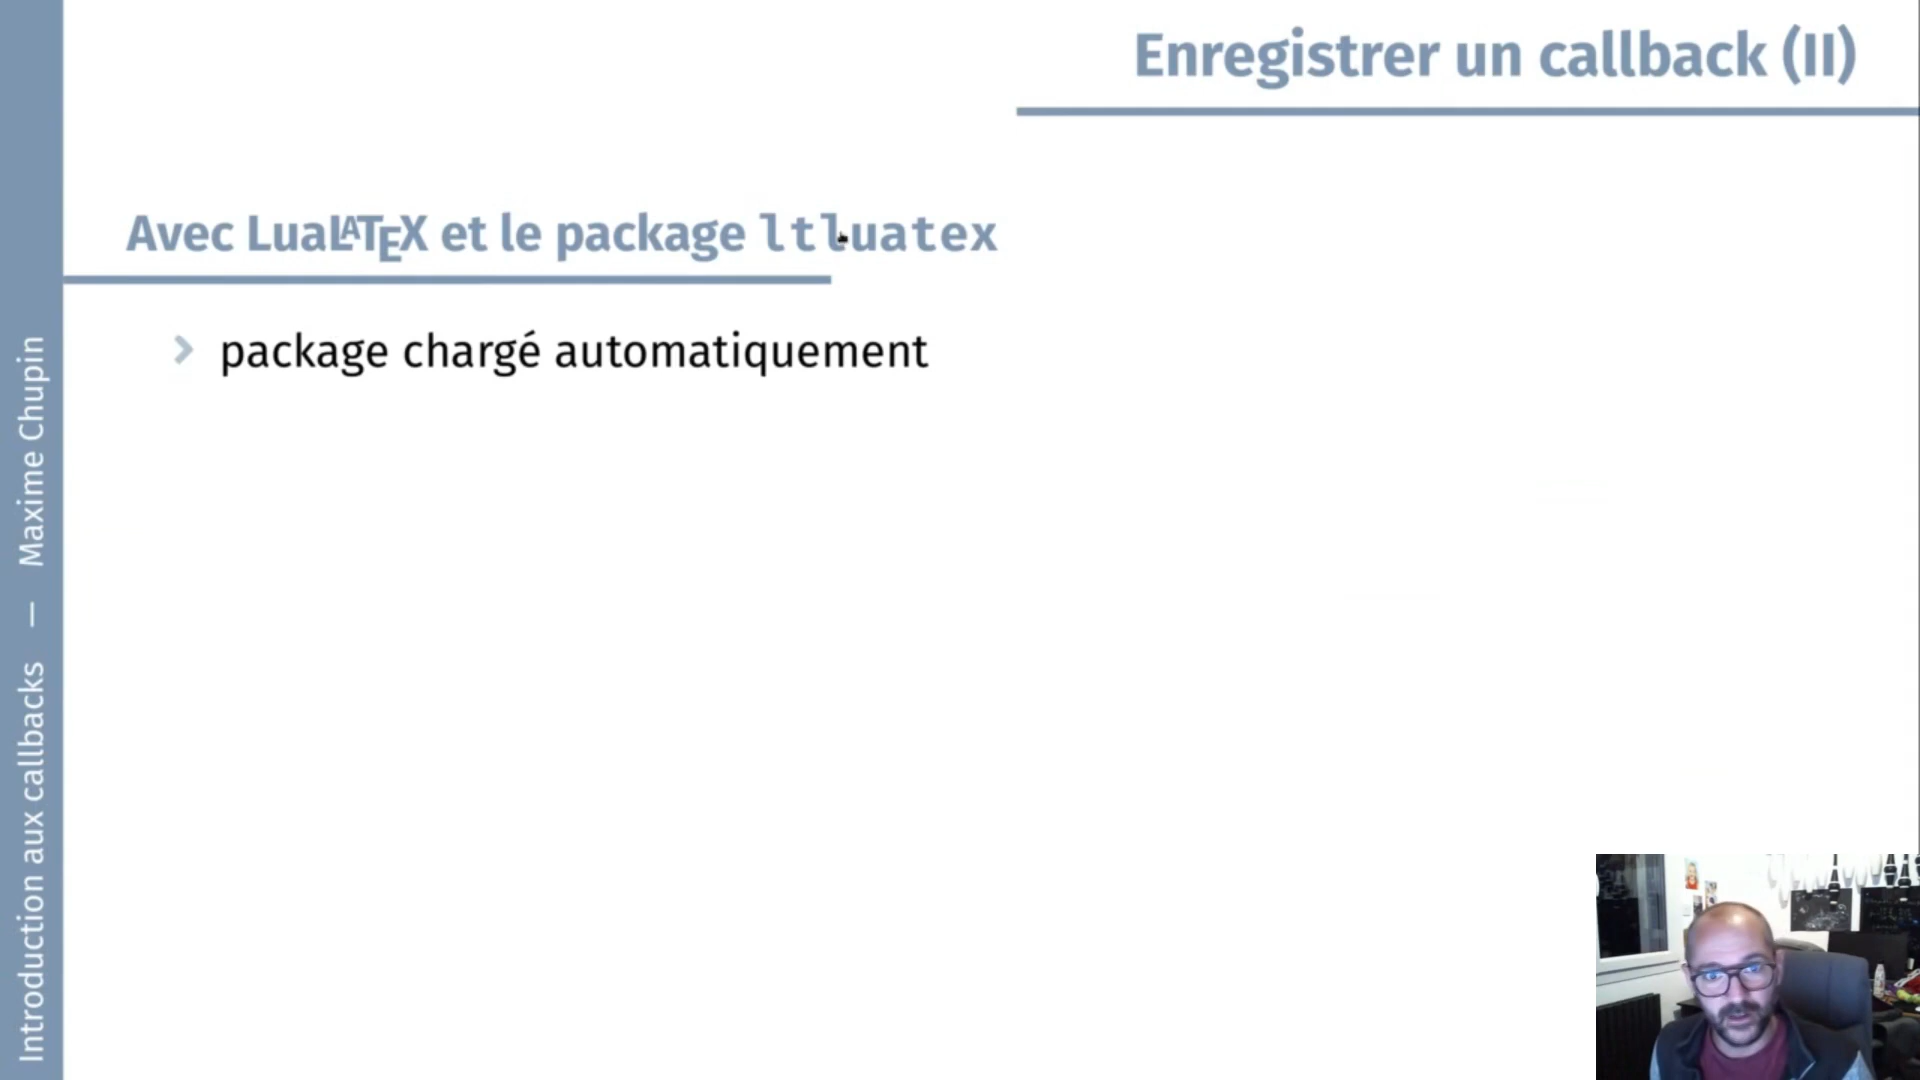 Enregistrer un callback (II)
Avec LuaLATEX et le package ltluatex
package chargé automatiquement
Introduction aux callbacks — Maxime Chupin